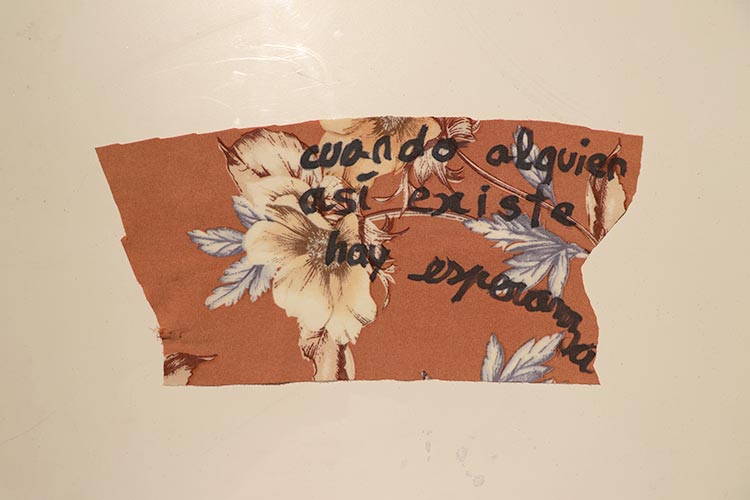 cuando alguien
así existe
hay esperanza